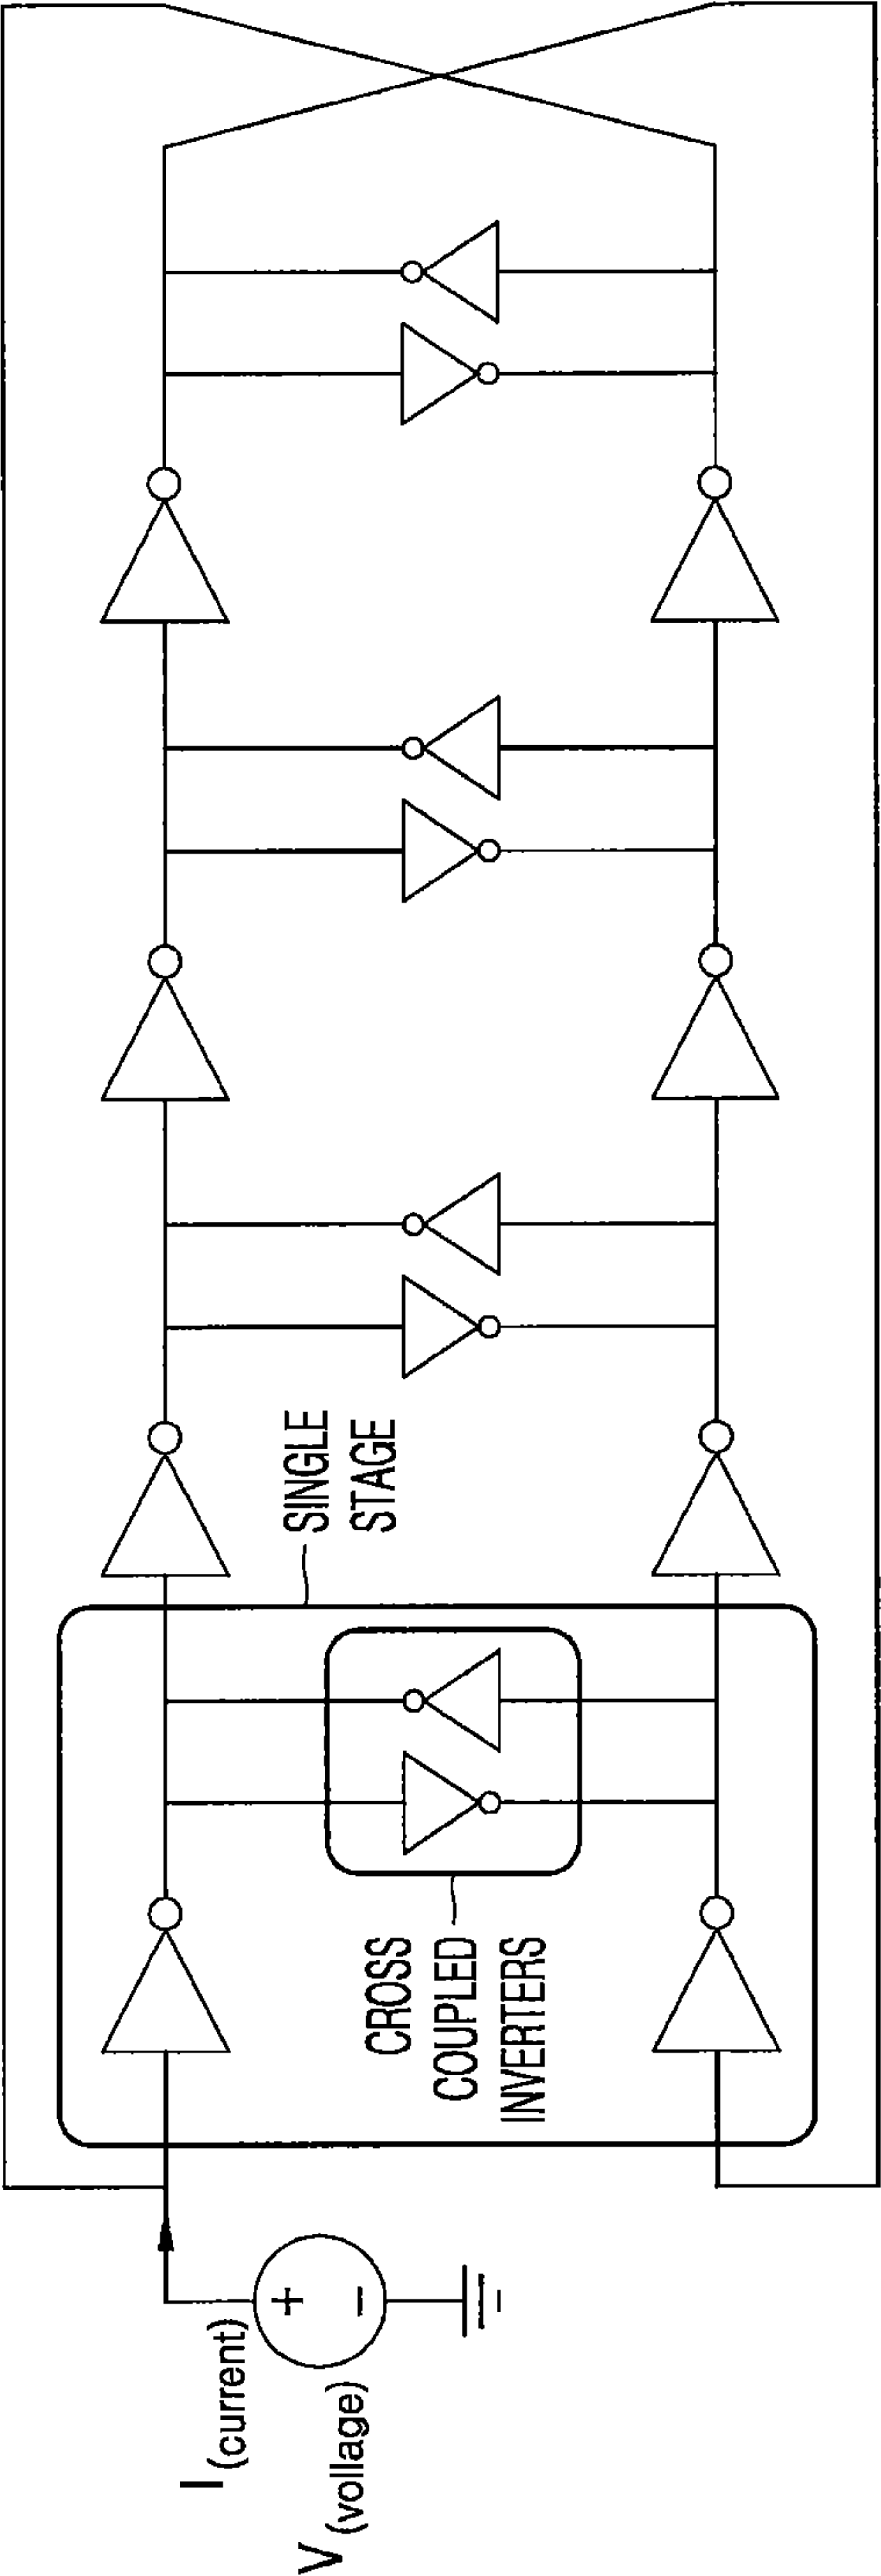 SINGLE
STAGE
CROSS
COUPLED
INVERTERS
I (current)
+ −
V (vollage)